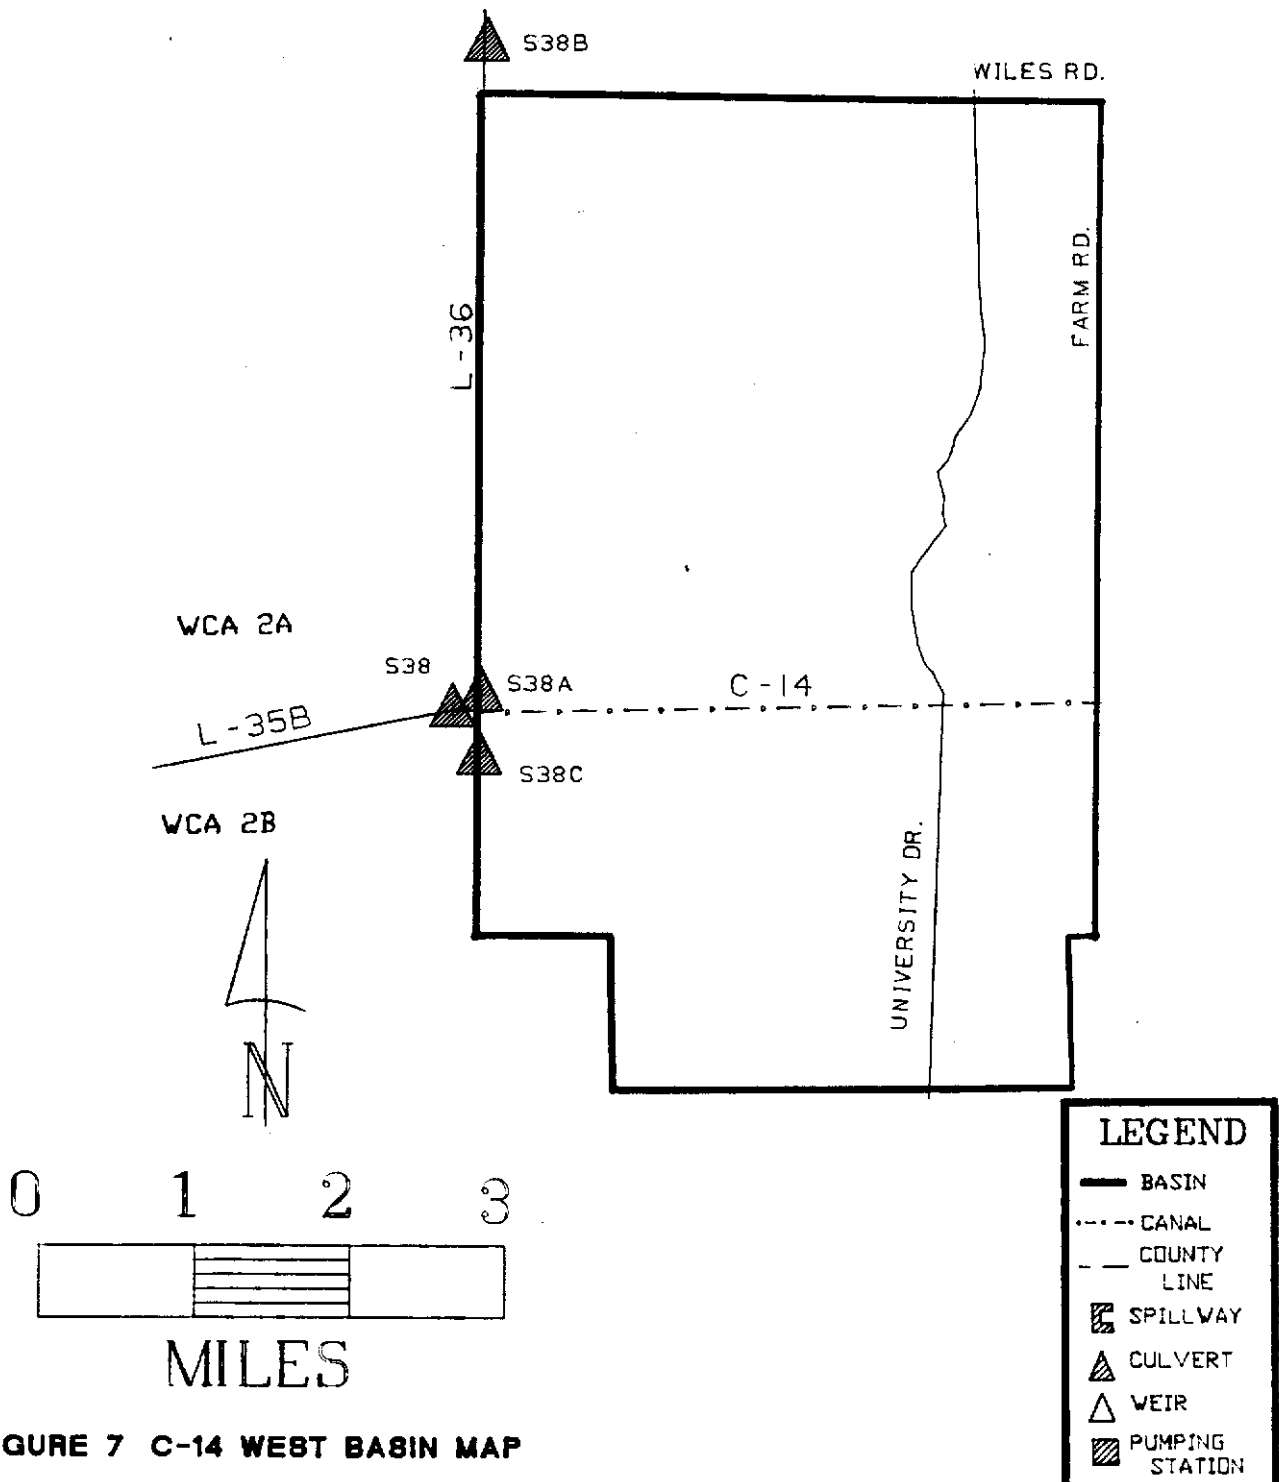 S38B
WILES RD.
FARM RD.
L-36
WCA 2A
S38
S38A
C-14
L-35B
S38C
WCA 2B
UNIVERSITY DR.
N
0 1 2 3
MILES
GURE 7 C-14 WEST BASIN MAP
LEGEND
BASIN
CANAL
COUNTY
LINE
SPILLWAY
CULVERT
WEIR
PUMPING
STATION